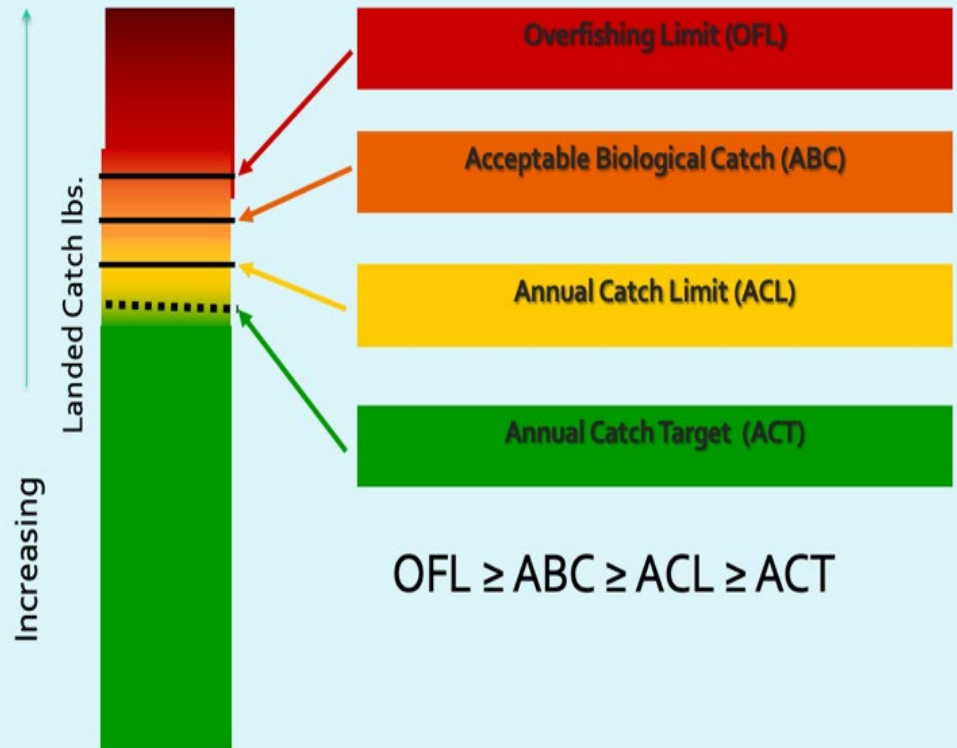 Overfishing Limit (OFL)
Acceptable Biological Catch (ABC)
Annual Catch Limit (ACL)
Annual Catch Target (ACT)
OFL ≥ ABC ≥ ACL ≥ ACT
Landed Catch lbs.
Increasing